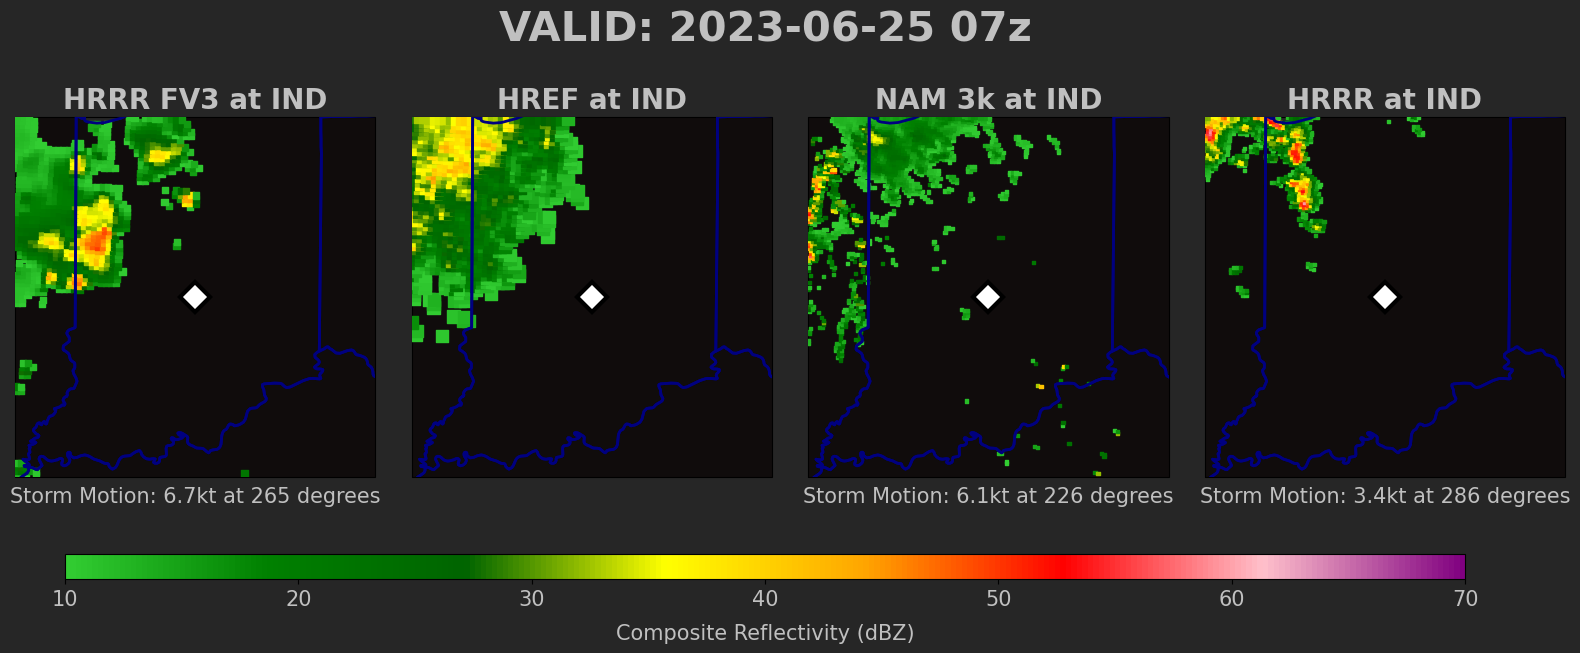 VALID: 2023-06-25 07z
HRRR FV3 at IND
HREF at IND
NAM 3k at IND
HRRR at IND
Storm Motion: 6.7kt at 265 degrees
Storm Motion: 6.1kt at 226 degrees
Storm Motion: 3.4kt at 286 degrees
10 20 30 40 50 60 70
Composite Reflectivity (dBZ)